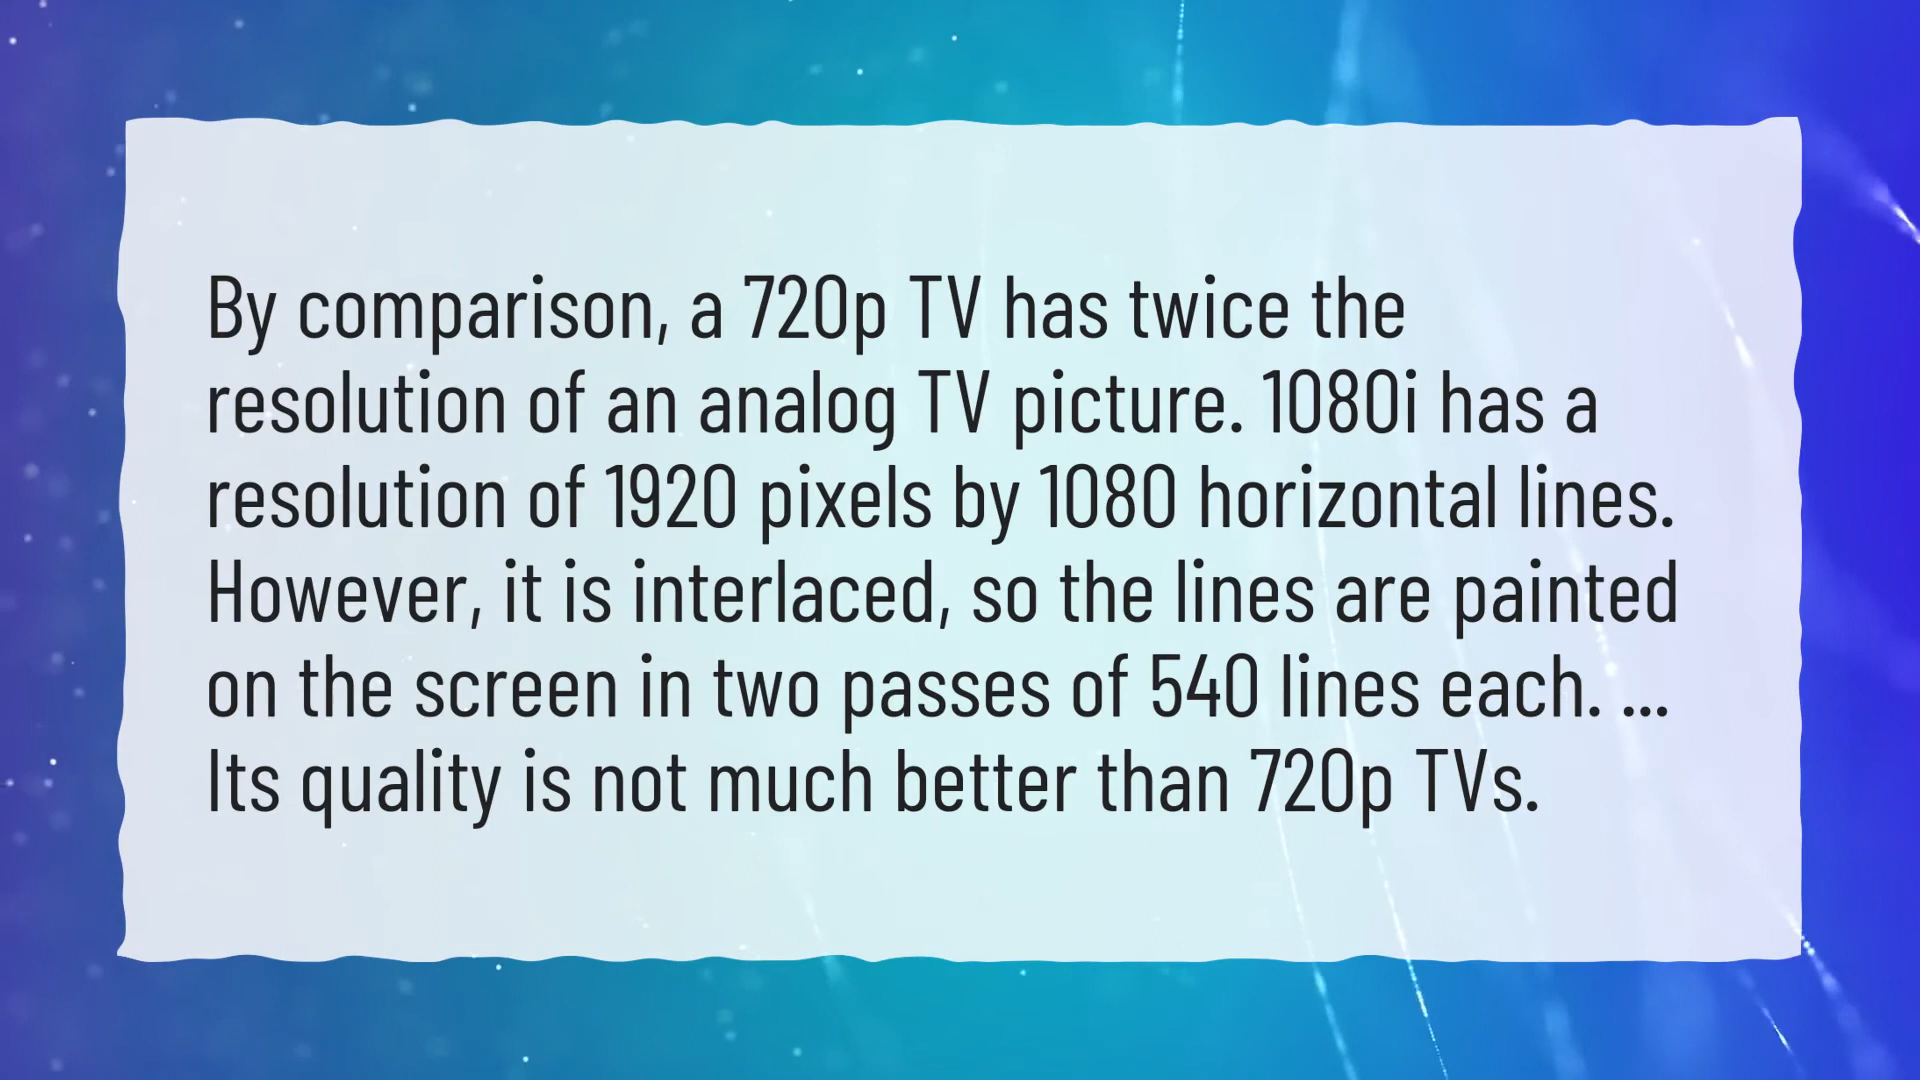 By comparison, a 720p TV has twice the
resolution of an analog TV picture. 1080i has a
resolution of 1920 pixels by 1080 horizontal lines.
However, it is interlaced, so the lines are painted
on the screen in two passes of 540 lines each. ...
Its quality is not much better than 720p TVs.